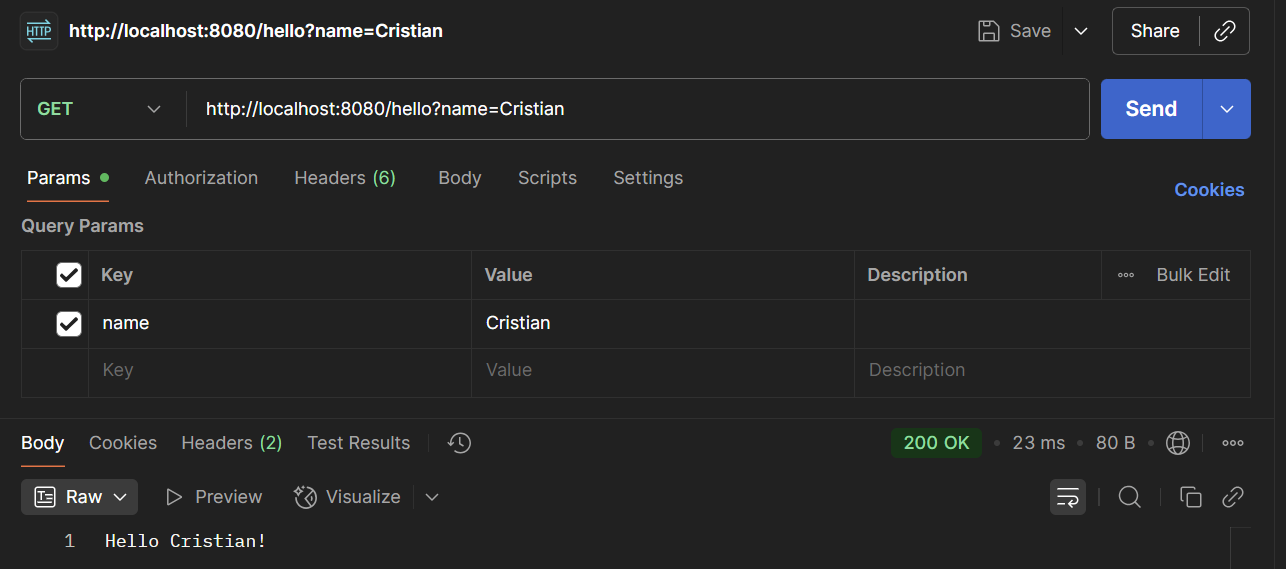 HTTP http://localhost:8080/hello?name=Cristian Save Share
GET http://localhost:8080/hello?name=Cristian Send
Params Authorization Headers (6) Body Scripts Settings Cookies
Query Params
Key Value Description Bulk Edit
name Cristian
Key Value Description
Body Cookies Headers (2) Test Results 200 OK • 23 ms • 80 B •
Raw Preview Visualize
1 Hello Cristian!